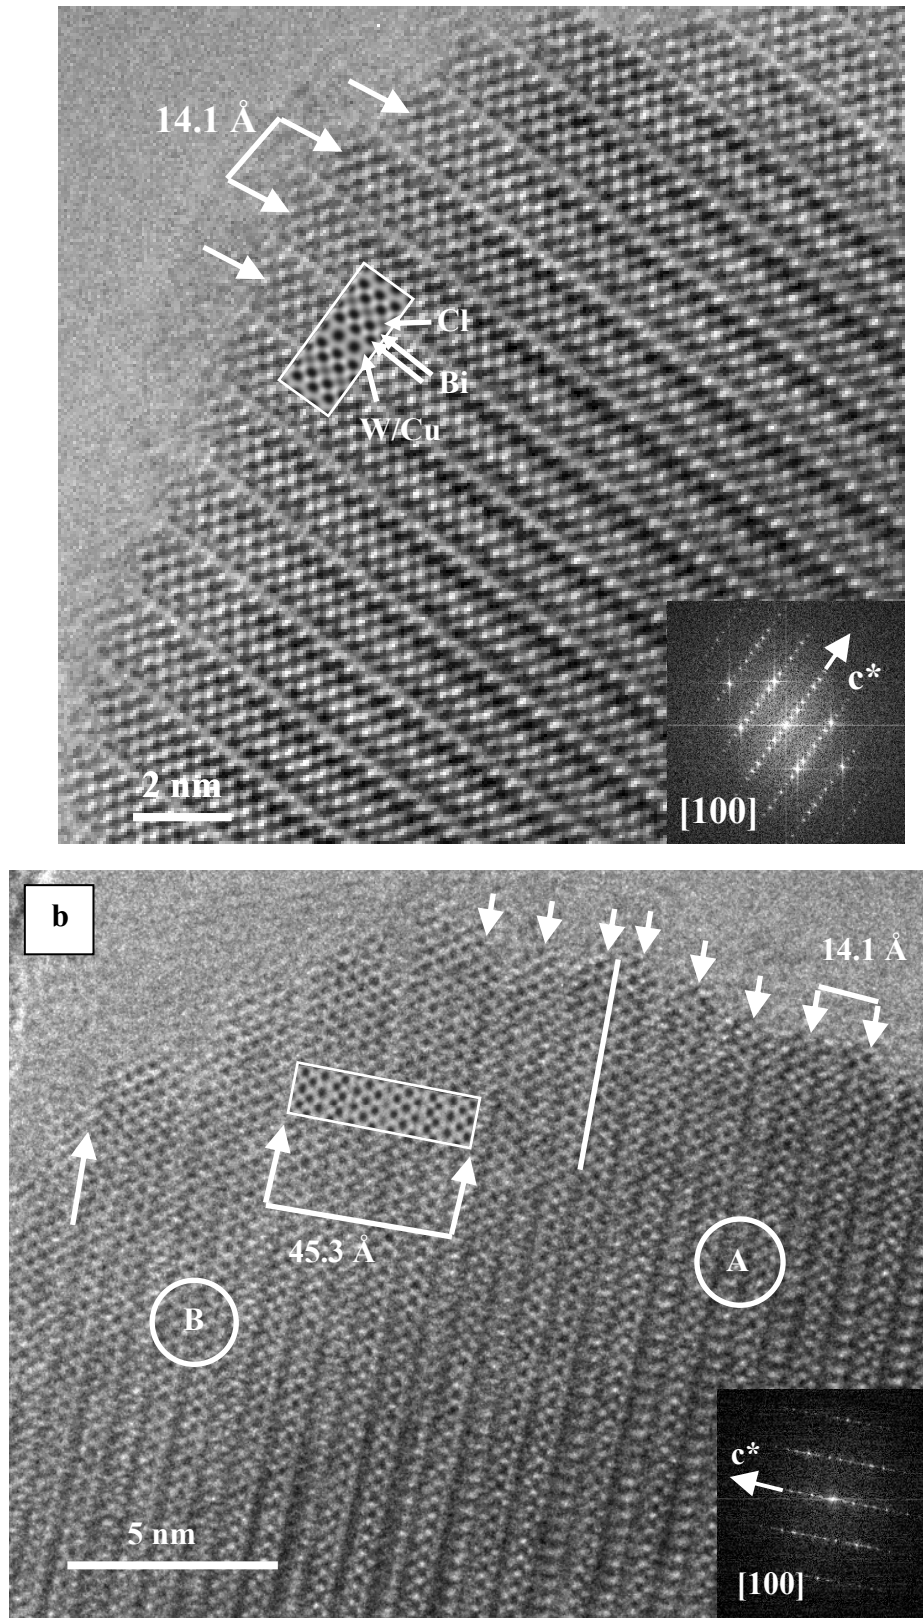 14.1 Å
Cl
Bi
W/Cu
2 nm
c*
[100]
b
14.1 Å
45.3 Å
A
B
c*
5 nm
[100]